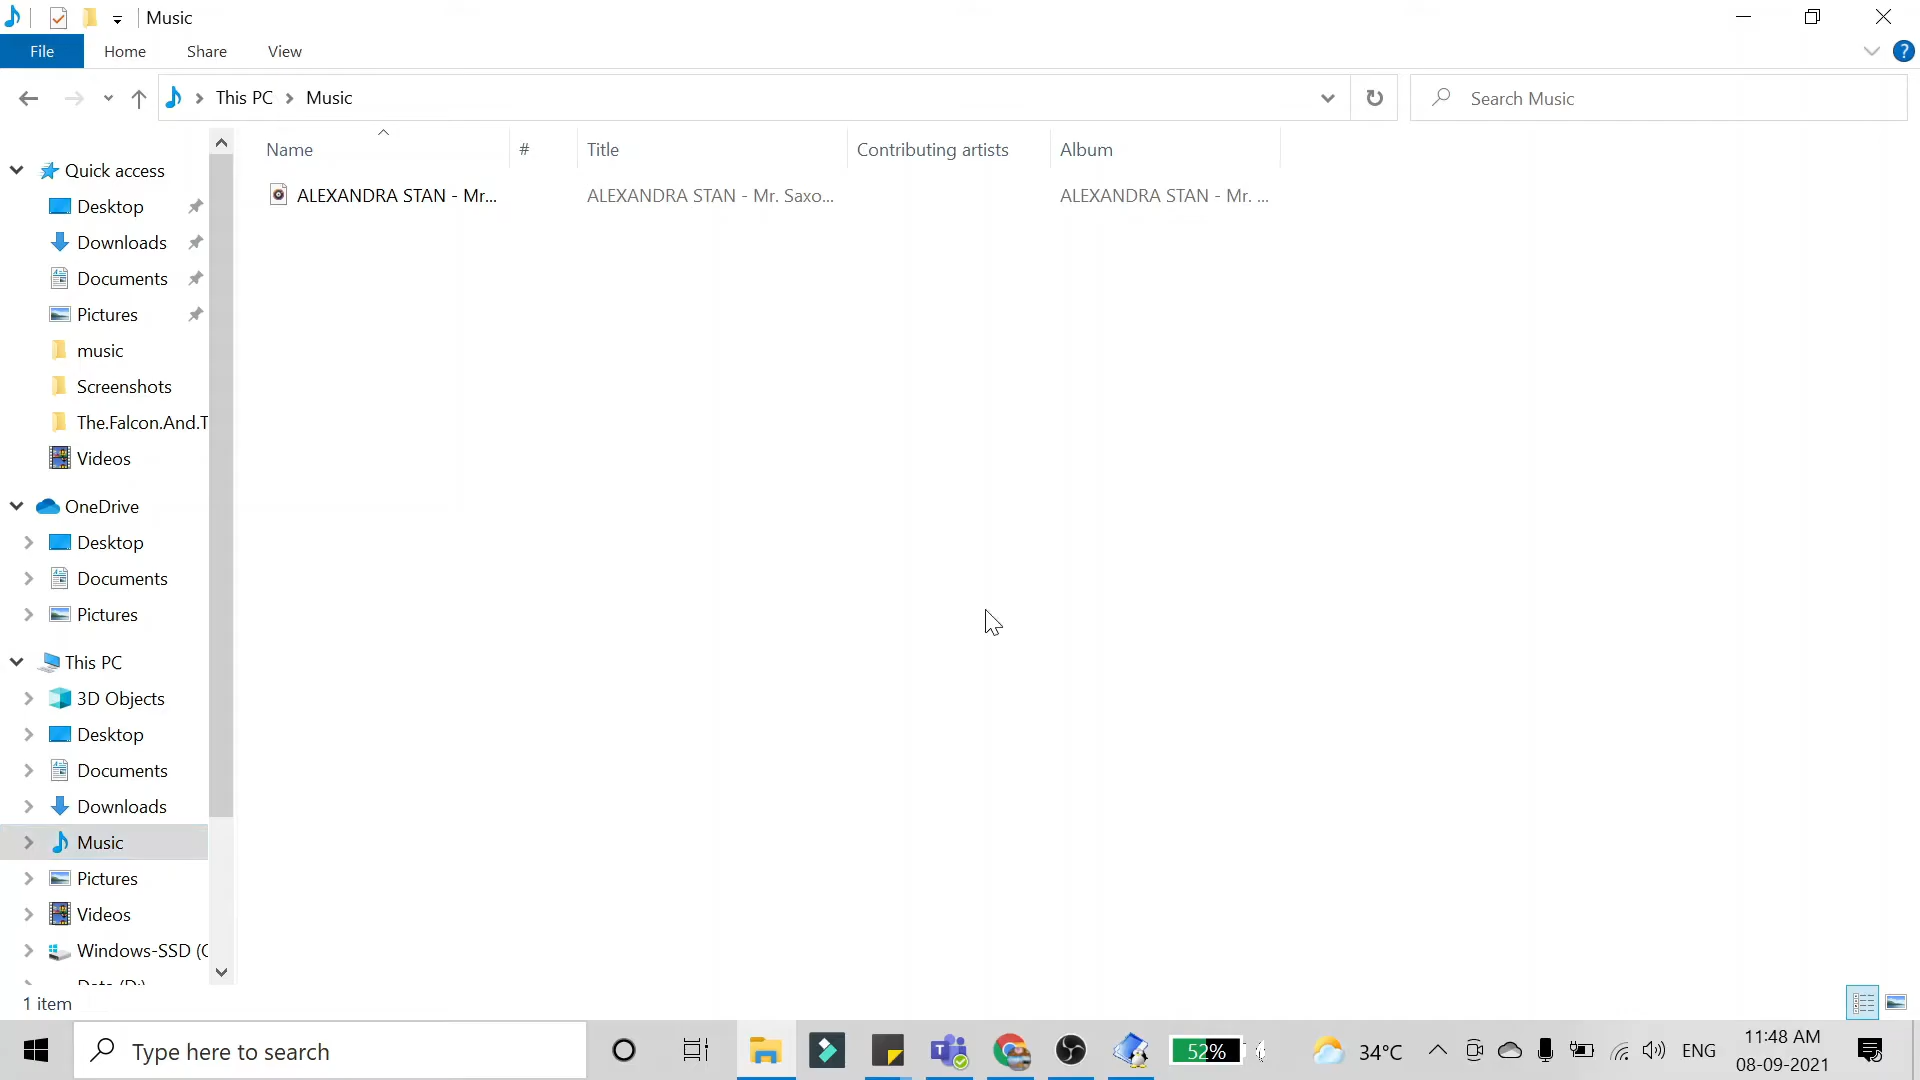 Music
File Home Share View
This PC Music
Search Music
Name # Title Contributing artists Album
ALEXANDRA STAN - Mr... ALEXANDRA STAN - Mr. Saxo... ALEXANDRA STAN - Mr. ...
Quick access
Desktop
Downloads
Documents
Pictures
music
Screenshots
The.Falcon.And.T
Videos
OneDrive
Desktop
Documents
Pictures
This PC
3D Objects
Desktop
Documents
Downloads
Music
Pictures
Videos
Windows-SSD (C
Data (D:)
1 item
Type here to search
52%
34°C
ENG
11:48 AM
08-09-2021